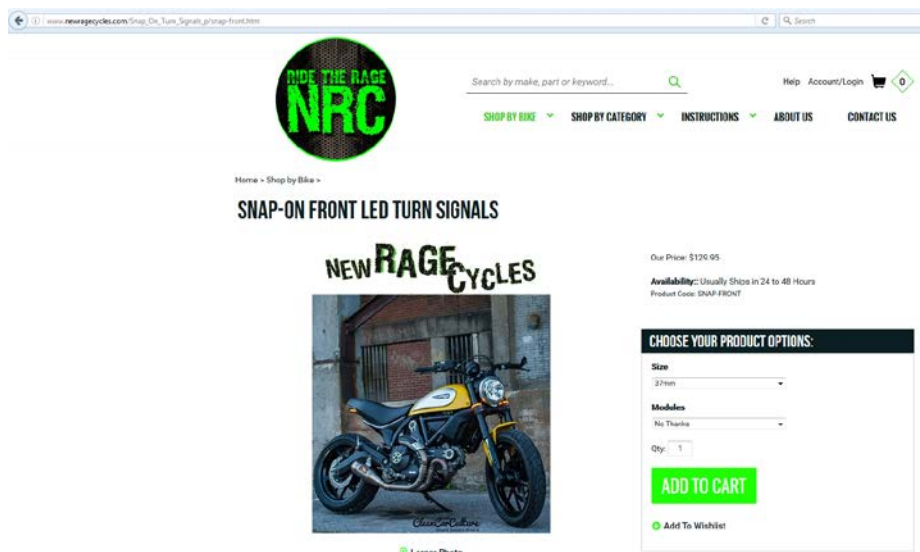 www.newragecycles.com/Snap_On_Turn_Signals_p/snap-front.htm
Search
RIDE THE RAGE
NRC
Search by make, part or keyword...
Help Account/Login 0
SHOP BY BIKE SHOP BY CATEGORY INSTRUCTIONS ABOUT US CONTACT US
Home > Shop by Bike >
SNAP-ON FRONT LED TURN SIGNALS
NEW RAGE CYCLES
CleanCarCulture
Larger Photo
Our Price: $129.95
Availability:: Usually Ships in 24 to 48 Hours
Product Code: SNAP-FRONT
CHOOSE YOUR PRODUCT OPTIONS:
Size
37mm
Modules
No Thanks
Qty: 1
ADD TO CART
Add To Wishlist